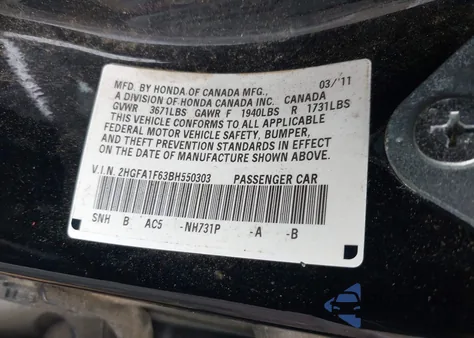 MFD. BY HONDA OF CANADA MFG., 03/'11
A DIVISION OF HONDA CANADA INC. CANADA
GVWR 3671LBS GAWR F 1940LBS R 1731LBS
THIS VEHICLE CONFORMS TO ALL APPLICABLE
FEDERAL MOTOR VEHICLE SAFETY, BUMPER,
AND THEFT PREVENTION STANDARDS IN EFFECT
ON THE DATE OF MANUFACTURE SHOWN ABOVE.
V.I.N. 2HGFA1F63BH550303 PASSENGER CAR
SNH B AC5 -NH731P -A -B